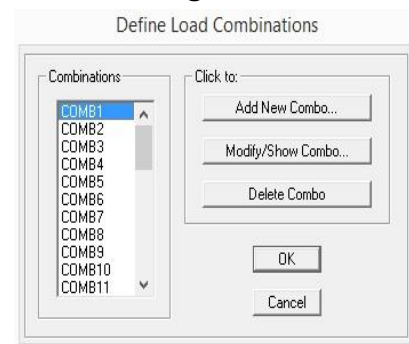 Define Load Combinations
Combinations
COMB1
COMB2
COMB3
COMB4
COMB5
COMB6
COMB7
COMB8
COMB9
COMB10
COMB11
Click to:
Add New Combo...
Modify/Show Combo...
Delete Combo
OK
Cancel